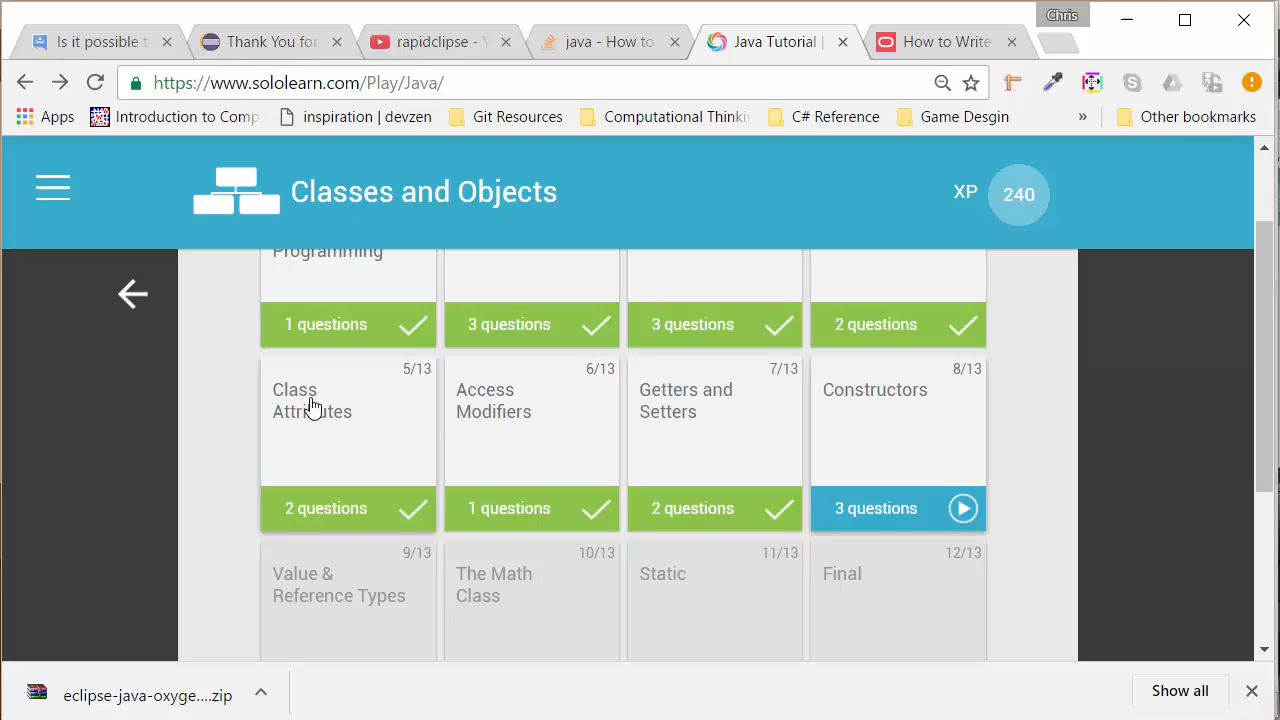 Chris
Is it possible t
Thank You for
rapidclipse - Y
java - How to
Java Tutorial |
How to Write
https://www.sololearn.com/Play/Java/
Apps
Introduction to Comp
inspiration | devzen
Git Resources
Computational Thinki
C# Reference
Game Desgin
»
Other bookmarks
Classes and Objects
XP
240
Programming
1 questions
3 questions
3 questions
2 questions
5/13
Class
Attributes
2 questions
6/13
Access
Modifiers
1 questions
7/13
Getters and
Setters
2 questions
8/13
Constructors
3 questions
9/13
Value &
Reference Types
10/13
The Math
Class
11/13
Static
12/13
Final
eclipse-java-oxyge....zip
Show all